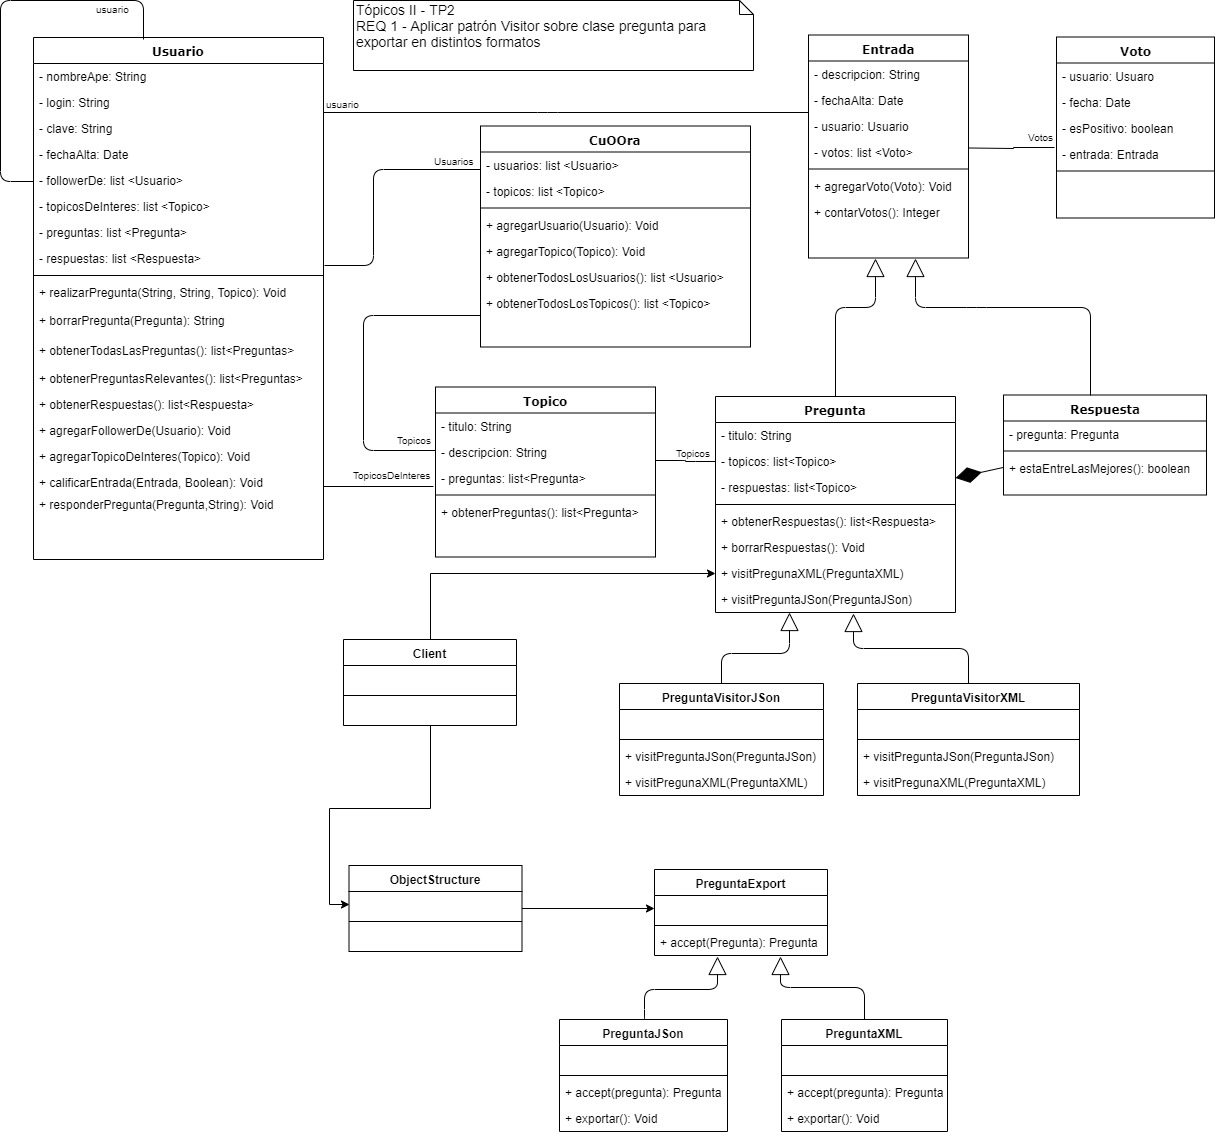 usuario
Tópicos II - TP2
REQ 1 - Aplicar patrón Visitor sobre clase pregunta para
exportar en distintos formatos
Usuario
- nombreApe: String
- login: String
- clave: String
- fechaAlta: Date
- followerDe: list <Usuario>
- topicosDeInteres: list <Topico>
- preguntas: list <Pregunta>
- respuestas: list <Respuesta>
+ realizarPregunta(String, String, Topico): Void
+ borrarPregunta(Pregunta): String
+ obtenerTodasLasPreguntas(): list<Preguntas>
+ obtenerPreguntasRelevantes(): list<Preguntas>
+ obtenerRespuestas(): list<Respuesta>
+ agregarFollowerDe(Usuario): Void
+ agregarTopicoDeInteres(Topico): Void
+ calificarEntrada(Entrada, Boolean): Void
+ responderPregunta(Pregunta,String): Void
usuario
Usuarios
Topicos
TopicosDeInteres
CuOOra
- usuarios: list <Usuario>
- topicos: list <Topico>
+ agregarUsuario(Usuario): Void
+ agregarTopico(Topico): Void
+ obtenerTodosLosUsuarios(): list <Usuario>
+ obtenerTodosLosTopicos(): list <Topico>
Entrada
- descripcion: String
- fechaAlta: Date
- usuario: Usuario
- votos: list <Voto>
+ agregarVoto(Voto): Void
+ contarVotos(): Integer
Votos
Voto
- usuario: Usuaro
- fecha: Date
- esPositivo: boolean
- entrada: Entrada
Topico
- titulo: String
- descripcion: String
- preguntas: list<Pregunta>
+ obtenerPreguntas(): list<Pregunta>
Topicos
Pregunta
- titulo: String
- topicos: list<Topico>
- respuestas: list<Topico>
+ obtenerRespuestas(): list<Respuesta>
+ borrarRespuestas(): Void
+ visitPregunaXML(PreguntaXML)
+ visitPreguntaJSon(PreguntaJSon)
Respuesta
- pregunta: Pregunta
+ estaEntreLasMejores(): boolean
Client
PreguntaVisitorJSon
+ visitPreguntaJSon(PreguntaJSon)
+ visitPregunaXML(PreguntaXML)
PreguntaVisitorXML
+ visitPreguntaJSon(PreguntaJSon)
+ visitPregunaXML(PreguntaXML)
ObjectStructure
PreguntaExport
+ accept(Pregunta): Pregunta
PreguntaJSon
+ accept(pregunta): Pregunta
+ exportar(): Void
PreguntaXML
+ accept(pregunta): Pregunta
+ exportar(): Void